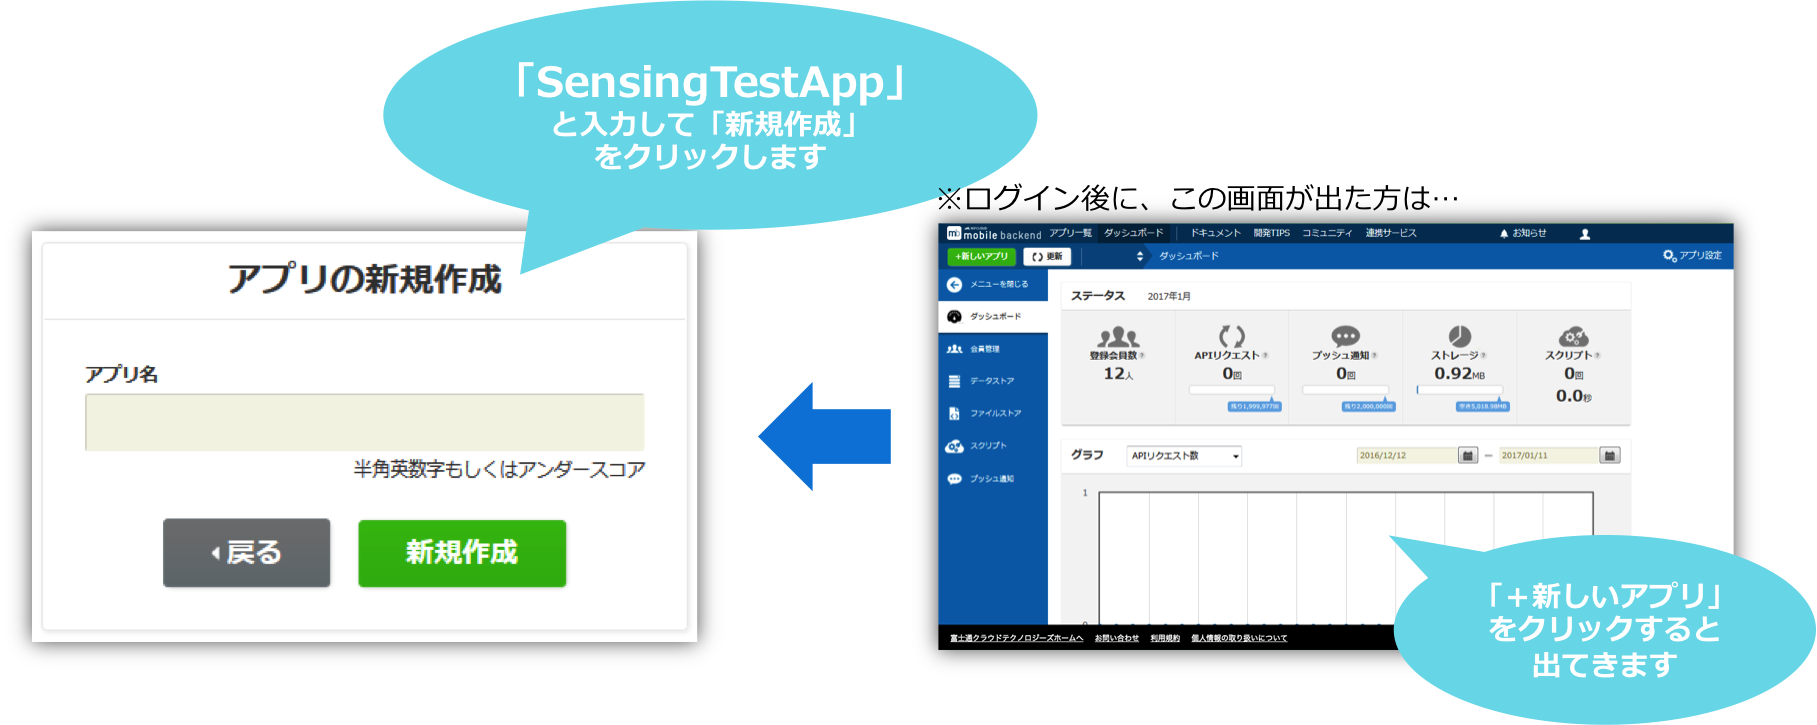 「SensingTestApp」
と入力して「新規作成」
をクリックします
アプリの新規作成
アプリ名
半角英数字もしくはアンダースコア
戻る
新規作成
※ログイン後に、この画面が出た方は…
mobile backend アプリ一覧 ダッシュボード ドキュメント 開発TIPS コミュニティ 連携サービス お知らせ
+新しいアプリ 更新 ダッシュボード アプリ設定
メニューを閉じる
ダッシュボード
会員管理
データストア
ファイルストア
スクリプト
プッシュ通知
ステータス 2017年1月
登録会員数 APIリクエスト プッシュ通知 ストレージ スクリプト
12人 0回 0回 0.92MB 0回
0.0秒
残り1,999,977回 残り2,000,000回 空き5,018.98MB
グラフ APIリクエスト数 2016/12/12 − 2017/01/11
1
0
富士通クラウドテクノロジーズホームへ お問い合わせ 利用規約 個人情報の取り扱いについて
「＋新しいアプリ」
をクリックすると
出てきます